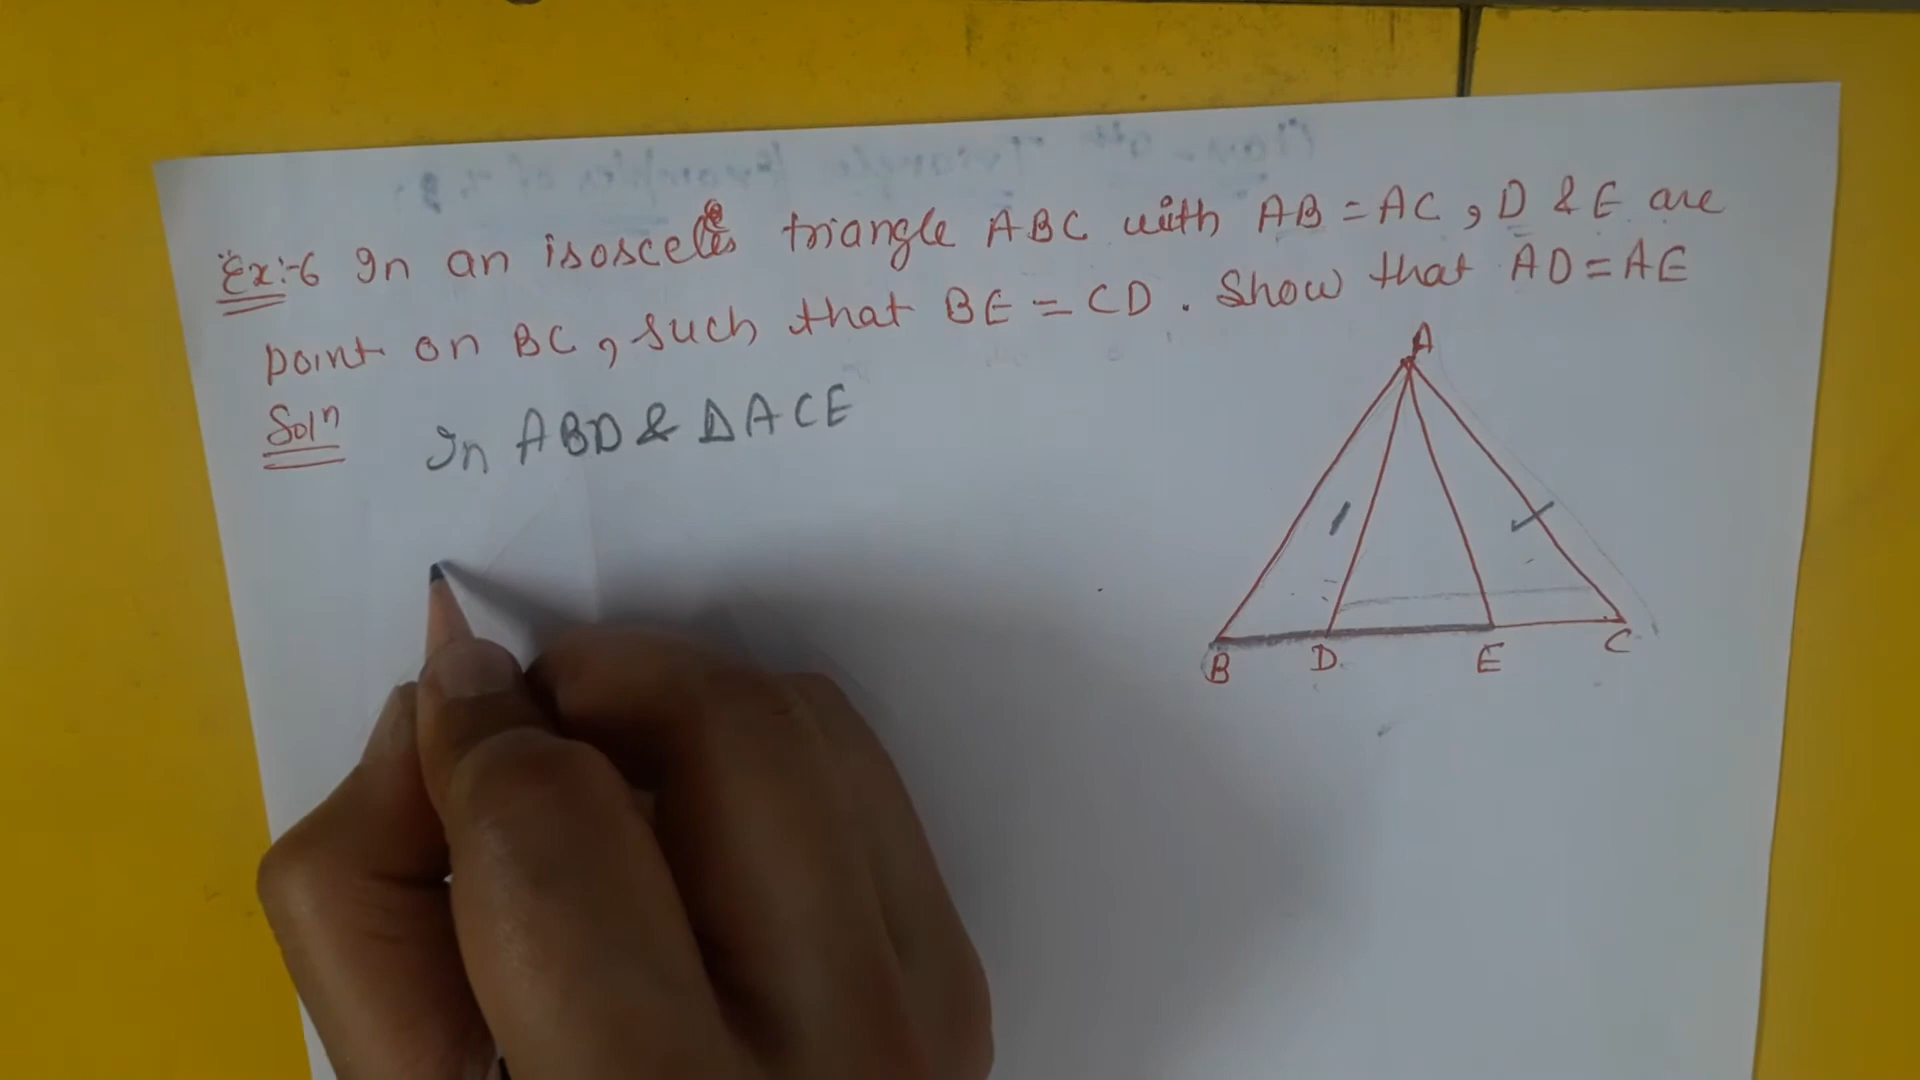 Ex:-6 In an isosceles triangle ABC with AB = AC, D & E are
point on BC, such that BE = CD. Show that AD = AE
Soln In ABD & Δ ACE
A
B D E C